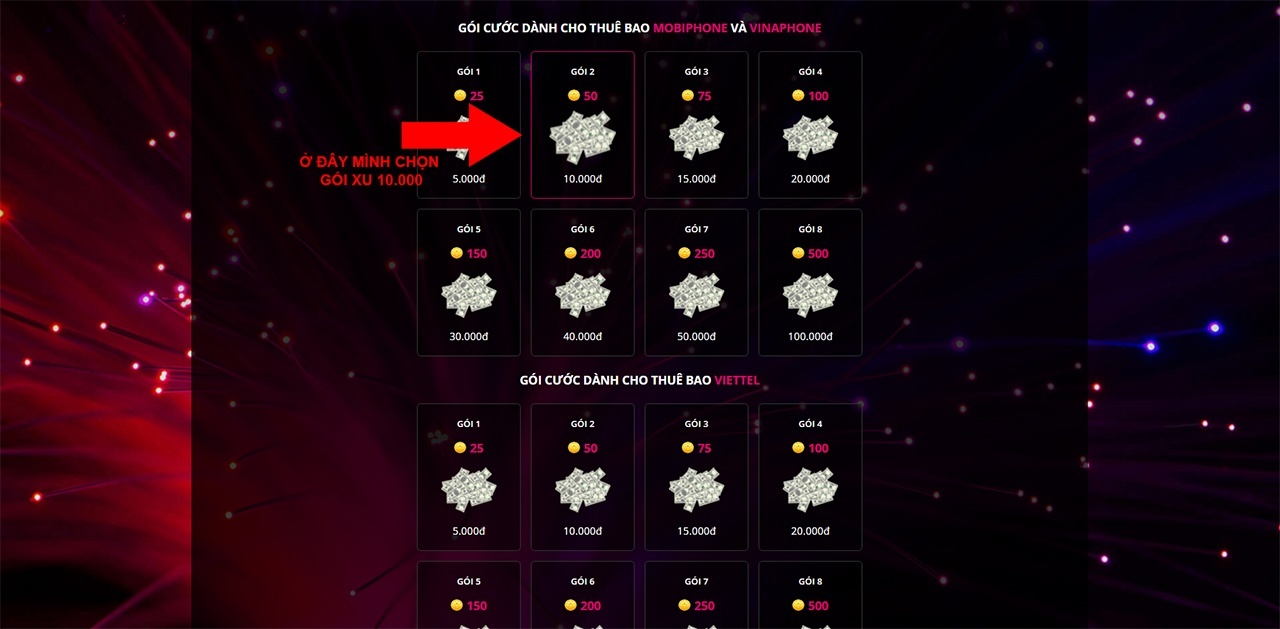 GÓI CƯỚC DÀNH CHO THUÊ BAO MOBIPHONE VÀ VINAPHONE
GÓI 1
25
5.000đ
GÓI 2
50
10.000đ
GÓI 3
75
15.000đ
GÓI 4
100
20.000đ
Ở ĐÂY MÌNH CHỌN
GÓI XU 10.000
GÓI 5
150
30.000đ
GÓI 6
200
40.000đ
GÓI 7
250
50.000đ
GÓI 8
500
100.000đ
GÓI CƯỚC DÀNH CHO THUÊ BAO VIETTEL
GÓI 1
25
5.000đ
GÓI 2
50
10.000đ
GÓI 3
75
15.000đ
GÓI 4
100
20.000đ
GÓI 5
150
GÓI 6
200
GÓI 7
250
GÓI 8
500